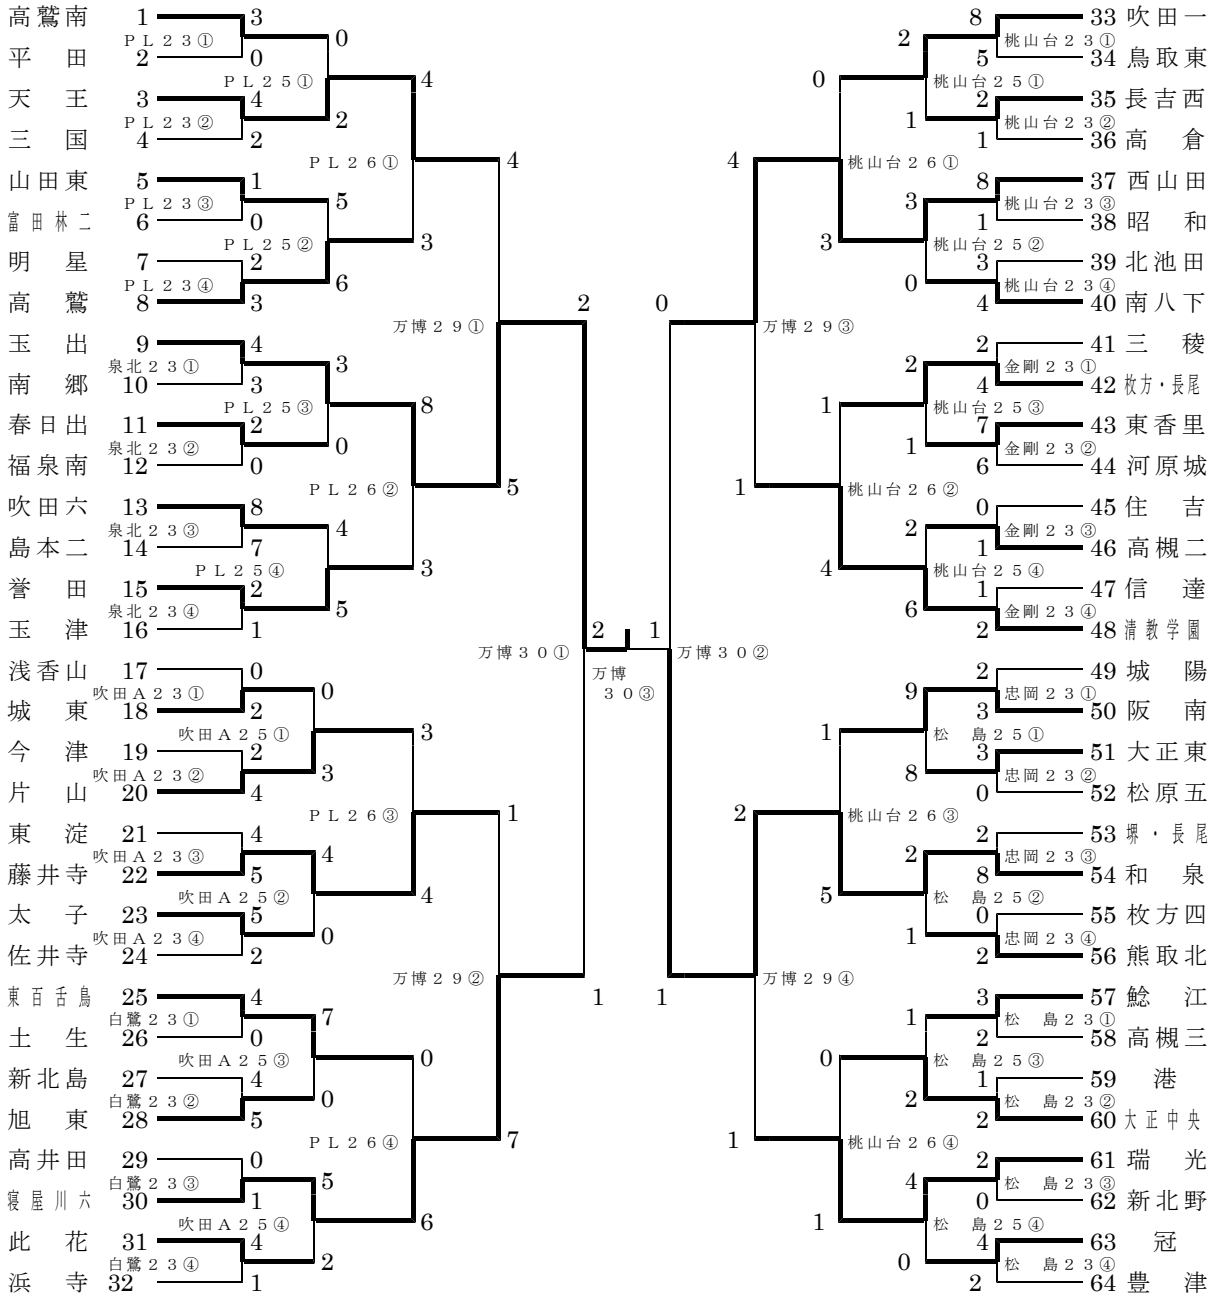 高鷲南 1 3
PL23① 0
平田 2 0
PL25①
天王 3 4 4
PL23② 2
三国 4 2
PL26① 4
山田東 5 1
PL23③ 5
富田林二 6 0
PL25② 3
明星 7 2
PL23④ 6
高鷲 8 3
万博29① 2
玉出 9 4
泉北23① 3
南郷 10 3
PL25③ 8
春日出 11 2
泉北23② 0
福泉南 12 0
PL26② 5
吹田六 13 8
泉北23③ 4
島本二 14 7
PL25④ 3
誉田 15 2
泉北23④ 5
玉津 16 1
万博30① 2
万博
30③
1 万博30②
浅香山 17 0
吹田A23① 0
城東 18 2
吹田A25① 3
今津 19 2
吹田A23② 3
片山 20 4
PL26③ 1
東淀 21 4
吹田A23③ 4
藤井寺 22 5
吹田A25② 4
太子 23 5
吹田A23④ 0
佐井寺 24 2
万博29② 1
東百舌鳥 25 4
白鷺23① 7
土生 26 0
吹田A25③ 0
新北島 27 4
白鷺23② 0
旭東 28 5
PL26④ 7
高井田 29 0
白鷺23③ 5
寝屋川六 30 1
吹田A25④ 6
此花 31 4
白鷺23④ 2
浜寺 32 1
8 33 吹田一
2 桃山台23①
5 34 鳥取東
0 桃山台25①
2 35 長吉西
1 桃山台23②
1 36 高倉
4 桃山台26①
8 37 西山田
3 桃山台23③
1 38 昭和
3 桃山台25②
3 39 北池田
0 桃山台23④
4 40 南八下
0 万博29③
2 41 三稜
2 金剛23①
4 42 枚方・長尾
1 桃山台25③
7 43 東香里
1 金剛23②
6 44 河原城
1 桃山台26②
0 45 住吉
2 金剛23③
1 46 高槻二
4 桃山台25④
1 47 信達
6 金剛23④
2 48 清教学園
2 49 城陽
9 忠岡23①
3 50 阪南
1 松島25①
3 51 大正東
8 忠岡23②
0 52 松原五
2 桃山台26③
2 53 堺・長尾
2 忠岡23③
8 54 和泉
5 松島25②
0 55 枚方四
1 忠岡23④
2 56 熊取北
1 万博29④
3 57 鯰江
1 松島23①
2 58 高槻三
0 松島25③
1 59 港
2 松島23②
2 60 大正中央
1 桃山台26④
2 61 瑞光
4 松島23③
0 62 新北野
1 松島25④
4 63 冠
0 松島23④
2 64 豊津